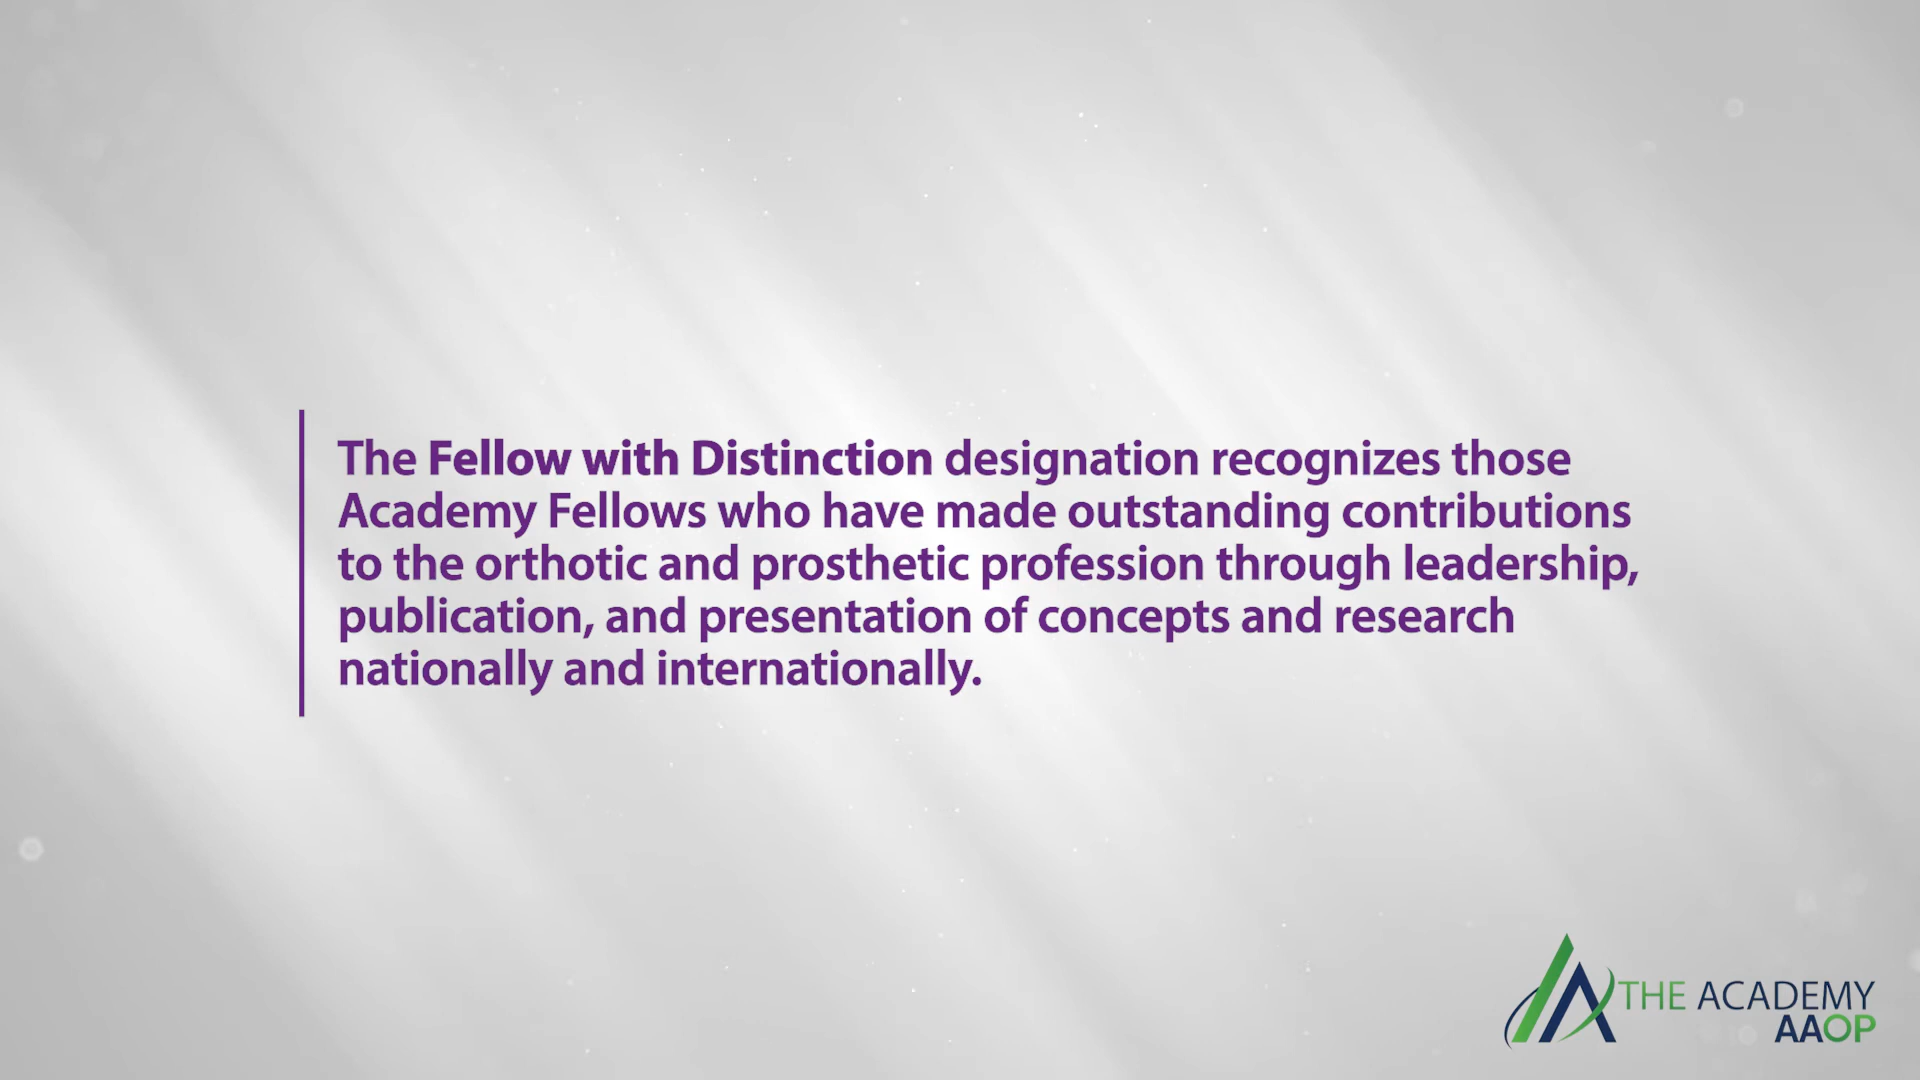 The Fellow with Distinction designation recognizes those
Academy Fellows who have made outstanding contributions
to the orthotic and prosthetic profession through leadership,
publication, and presentation of concepts and research
nationally and internationally.
THE ACADEMY
AAOP